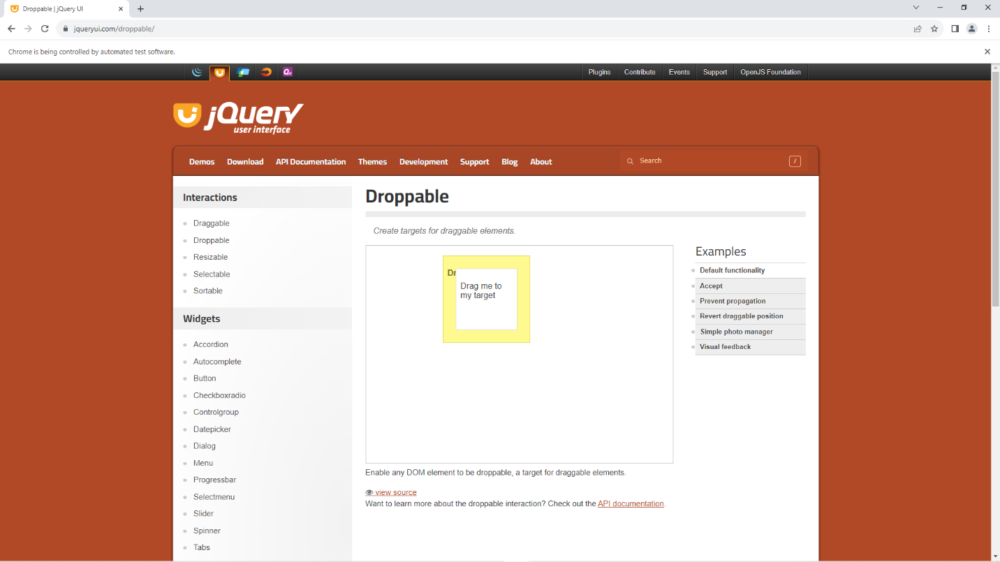 Droppable | jQuery UI
jqueryui.com/droppable/
Chrome is being controlled by automated test software.
Plugins
Contribute
Events
Support
OpenJS Foundation
jQuery
user interface
Demos
Download
API Documentation
Themes
Development
Support
Blog
About
Search
/
Interactions
Draggable
Droppable
Resizable
Selectable
Sortable
Widgets
Accordion
Autocomplete
Button
Checkboxradio
Controlgroup
Datepicker
Dialog
Menu
Progressbar
Selectmenu
Slider
Spinner
Tabs
Droppable
Create targets for draggable elements.
Dr
Drag me to
my target
Enable any DOM element to be droppable, a target for draggable elements.
view source
Want to learn more about the droppable interaction? Check out the API documentation.
Examples
Default functionality
Accept
Prevent propagation
Revert draggable position
Simple photo manager
Visual feedback